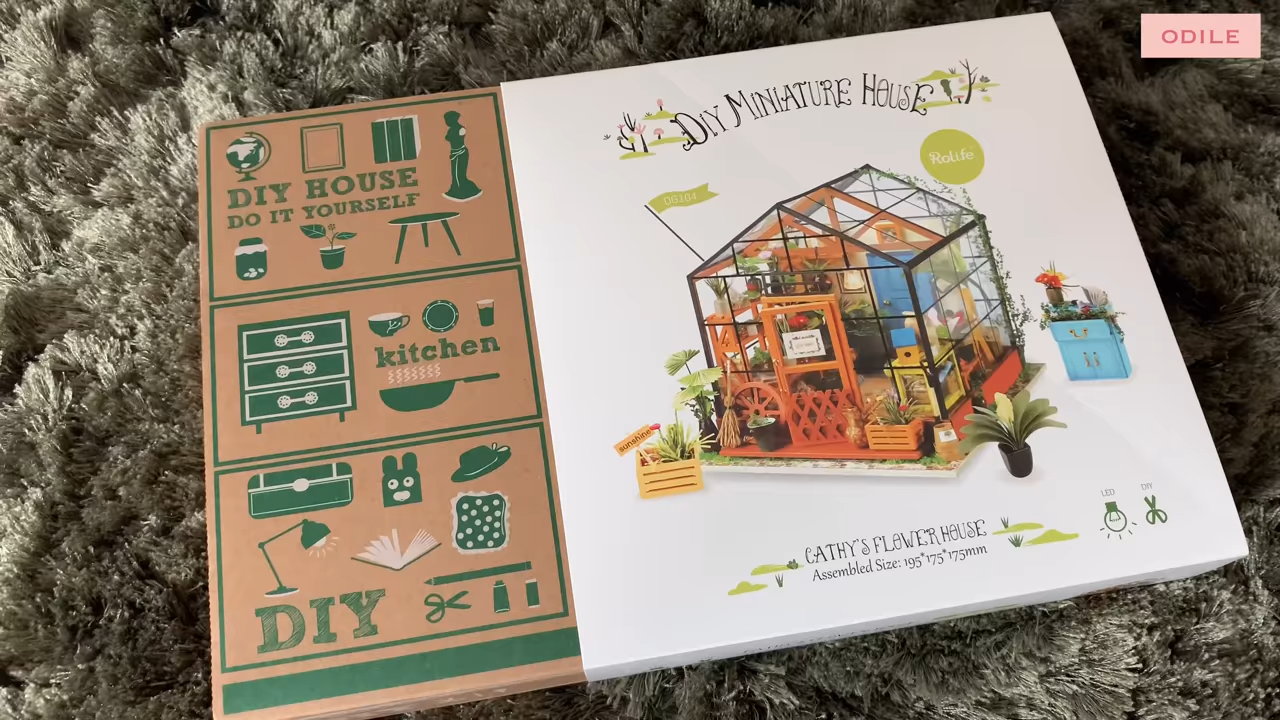 ODILE
DIY HOUSE
DO IT YOURSELF
kitchen
DIY
DIY MINIATURE HOUSE
Rolife
DG104
sunshine
CATHY'S FLOWER HOUSE
Assembled Size: 195*175*175mm
LED
DIY